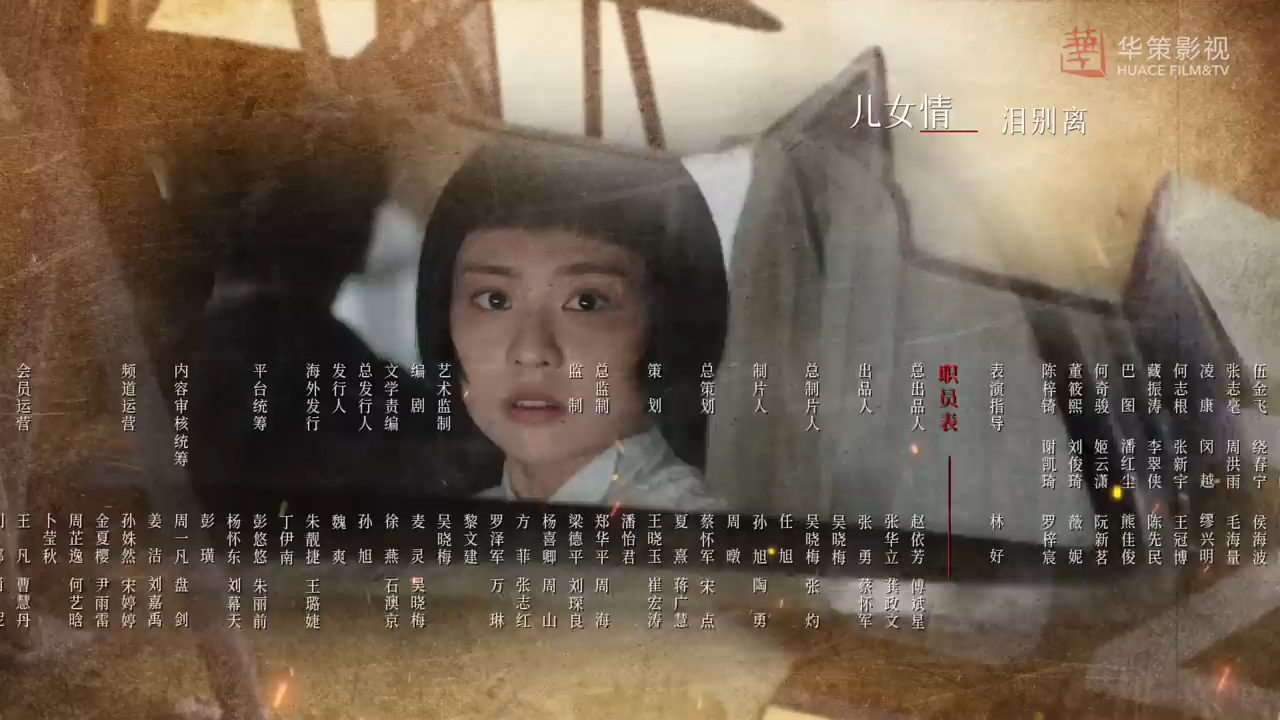 華 华策影视
HUACE FILM&TV
儿女情 泪别离
伍金飞 绕春宁 侯海波
张志毫 周洪雨 毛海量
凌康 闵越 缪兴明
何志根 张新宇 王冠博
藏振涛 李翠侠 陈先民
巴图 潘红尘 熊佳俊
何奇骏 姬云潇 阮新茗
董筱熙 刘俊琦 薇妮
陈梓锜 谢凯琦 罗梓宸
表演指导 林好
职员表
总出品人 赵依芳 傅斌星
张华立 龚政文
出品人 张勇 蔡怀军
吴晓梅
总制片人 吴晓梅 张灼
任旭
制片人 孙旭 陶勇
周暾
总策划 蔡怀军 宋点
夏熹 蒋广慧
策划 王晓玉 崔宏涛
潘怡君
总监制 郑华平 周海
监制 梁德平 刘琛良
杨喜卿 周山
方菲 张志红
罗泽军 万琳
黎文建
艺术监制 吴晓梅
编剧 麦灵 吴晓梅
文学责编 徐燕 石澳京
总发行人 孙旭
发行人 魏爽
海外发行 朱靓捷 王璐婕
丁伊南
平台统筹 彭悠悠 朱丽前
杨怀东 刘幕天
彭璜
内容审核统筹 周一凡 盘剑
姜洁 刘嘉禹
频道运营 孙姝然 宋婷婷
金夏樱 尹雨雷
周芷逸 何艺晗
卜莹秋
会员运营 王凡 曹慧丹